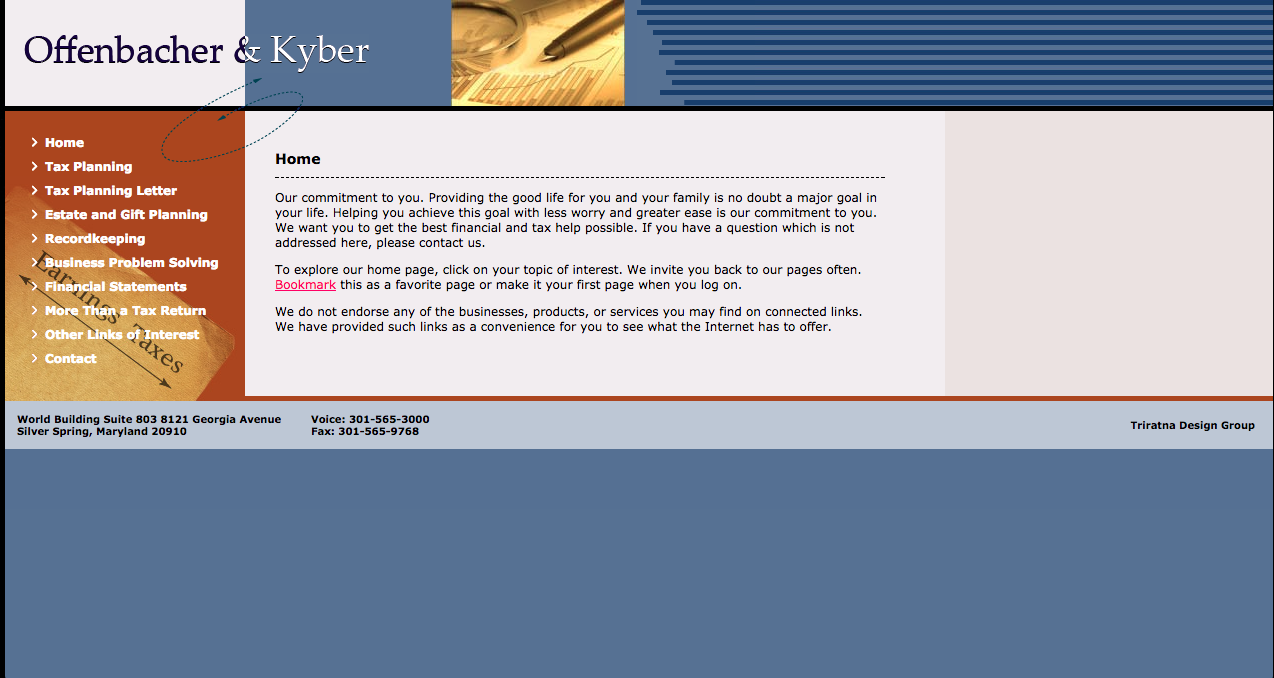 Offenbacher & Kyber
Home
Tax Planning
Tax Planning Letter
Estate and Gift Planning
Recordkeeping
Business Problem Solving
Financial Statements
More Than a Tax Return
Other Links of Interest
Contact
Earnings Taxes
Home
Our commitment to you. Providing the good life for you and your family is no doubt a major goal in
your life. Helping you achieve this goal with less worry and greater ease is our commitment to you.
We want you to get the best financial and tax help possible. If you have a question which is not
addressed here, please contact us.
To explore our home page, click on your topic of interest. We invite you back to our pages often.
Bookmark this as a favorite page or make it your first page when you log on.
We do not endorse any of the businesses, products, or services you may find on connected links.
We have provided such links as a convenience for you to see what the Internet has to offer.
World Building Suite 803 8121 Georgia Avenue
Silver Spring, Maryland 20910
Voice: 301-565-3000
Fax: 301-565-9768
Triratna Design Group